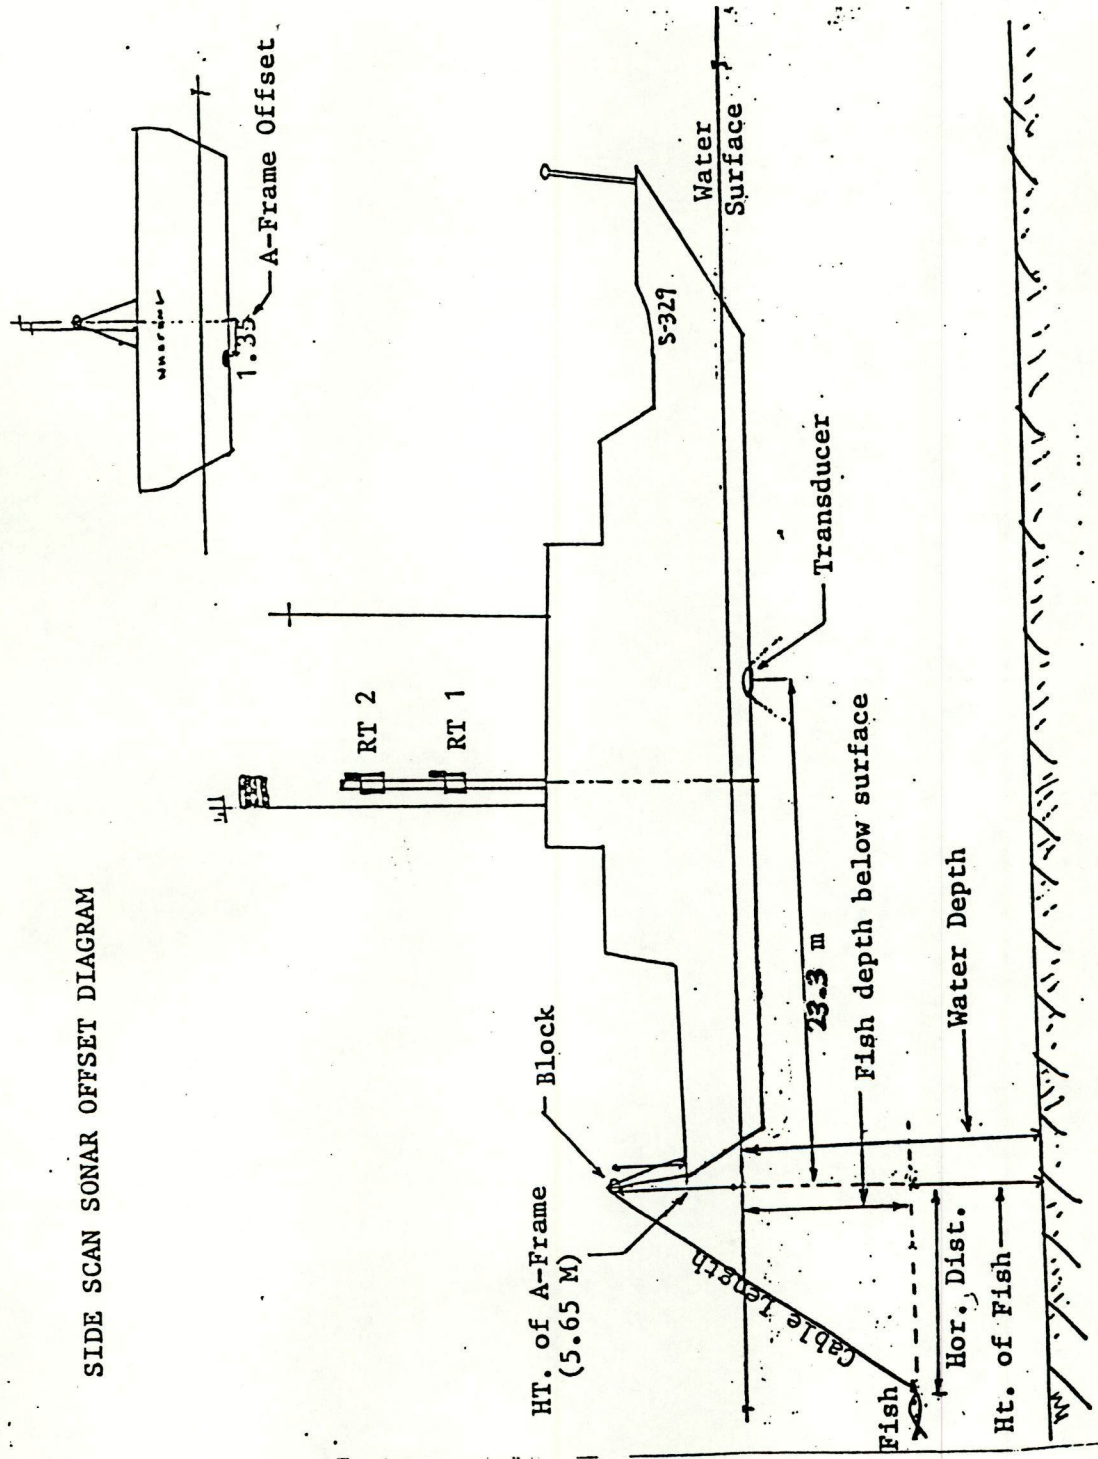 SIDE SCAN SONAR OFFSET DIAGRAM
1.35
A-Frame Offset
RT 2
RT 1
S-329
Water
Surface
Block
HT. of A-Frame
(5.65 M)
Transducer
23.3 m
Cable Length
Fish depth below surface
Fish
Hor. Dist.
Water Depth
Ht. of Fish